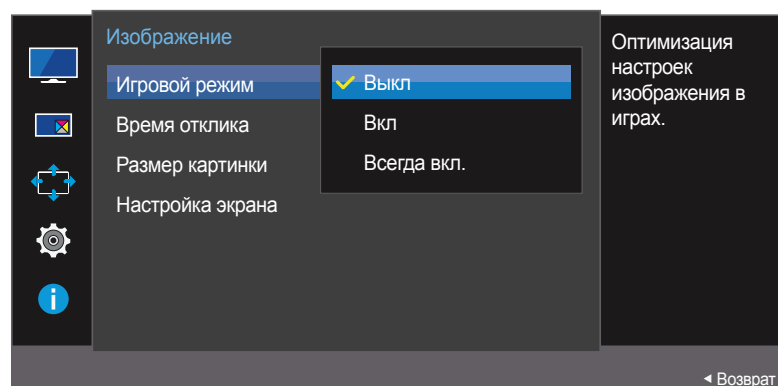 Изображение
Игровой режим
Выкл
Время отклика
Вкл
Размер картинки
Всегда вкл.
Настройка экрана
Оптимизация
настроек
изображения в
играх.
Возврат